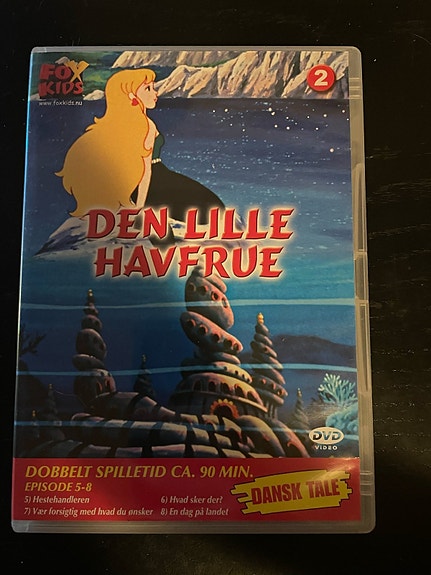 FOX
KIDS
www.foxkids.nu
2
DEN LILLE
HAVFRUE
DVD
VIDEO
DOBBELT SPILLETID CA. 90 MIN.
EPISODE 5-8
5) Hestehandleren 6) Hvad sker der?
7) Vær forsigtig med hvad du ønsker 8) En dag på landet
DANSK TALE